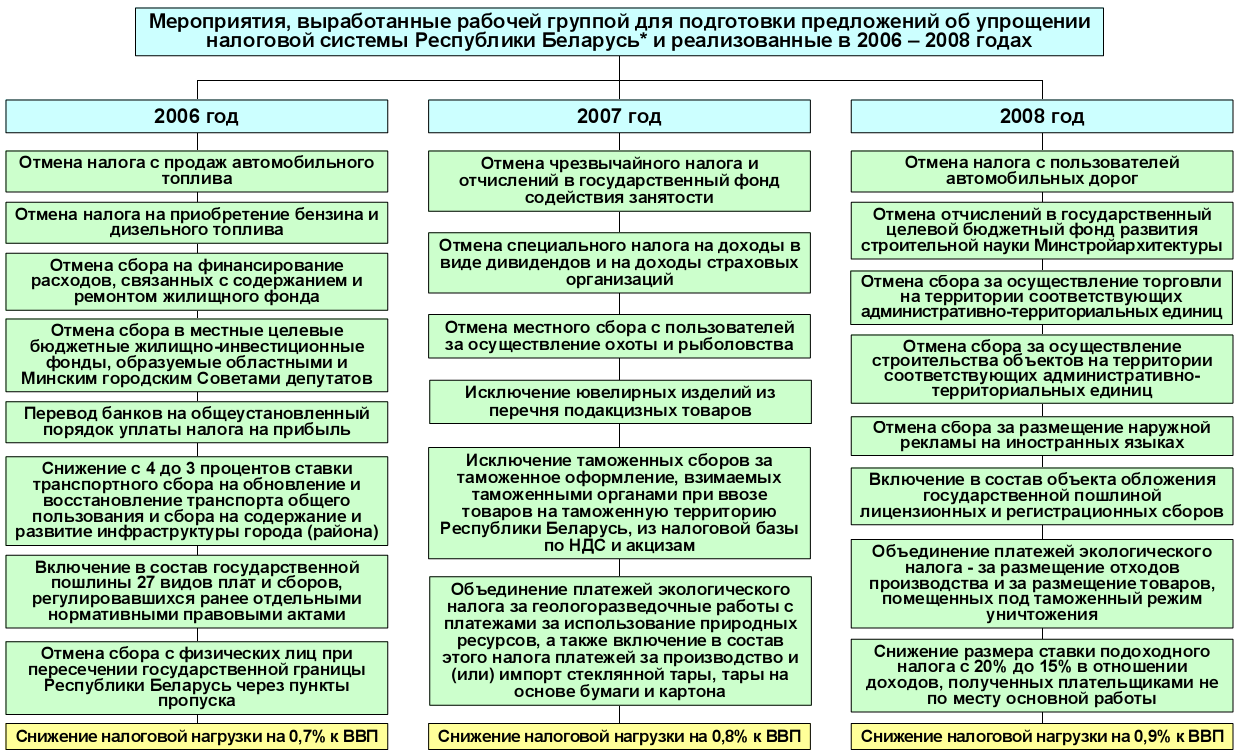 Мероприятия, выработанные рабочей группой для подготовки предложений об упрощении
налоговой системы Республики Беларусь* и реализованные в 2006 – 2008 годах
2006 год
Отмена налога с продаж автомобильного
топлива
Отмена налога на приобретение бензина и
дизельного топлива
Отмена сбора на финансирование
расходов, связанных с содержанием и
ремонтом жилищного фонда
Отмена сбора в местные целевые
бюджетные жилищно-инвестиционные
фонды, образуемые областными и
Минским городским Советами депутатов
Перевод банков на общеустановленный
порядок уплаты налога на прибыль
Снижение с 4 до 3 процентов ставки
транспортного сбора на обновление и
восстановление транспорта общего
пользования и сбора на содержание и
развитие инфраструктуры города (района)
Включение в состав государственной
пошлины 27 видов плат и сборов,
регулировавшихся ранее отдельными
нормативными правовыми актами
Отмена сбора с физических лиц при
пересечении государственной границы
Республики Беларусь через пункты
пропуска
Снижение налоговой нагрузки на 0,7% к ВВП
2007 год
Отмена чрезвычайного налога и
отчислений в государственный фонд
содействия занятости
Отмена специального налога на доходы в
виде дивидендов и на доходы страховых
организаций
Отмена местного сбора с пользователей
за осуществление охоты и рыболовства
Исключение ювелирных изделий из
перечня подакцизных товаров
Исключение таможенных сборов за
таможенное оформление, взимаемых
таможенными органами при ввозе
товаров на таможенную территорию
Республики Беларусь, из налоговой базы
по НДС и акцизам
Объединение платежей экологического
налога за геологоразведочные работы с
платежами за использование природных
ресурсов, а также включение в состав
этого налога платежей за производство и
(или) импорт стеклянной тары, тары на
основе бумаги и картона
Снижение налоговой нагрузки на 0,8% к ВВП
2008 год
Отмена налога с пользователей
автомобильных дорог
Отмена отчислений в государственный
целевой бюджетный фонд развития
строительной науки Минстройархитектуры
Отмена сбора за осуществление торговли
на территории соответствующих
административно-территориальных единиц
Отмена сбора за осуществление
строительства объектов на территории
соответствующих административно-
территориальных единиц
Отмена сбора за размещение наружной
рекламы на иностранных языках
Включение в состав объекта обложения
государственной пошлиной
лицензионных и регистрационных сборов
Объединение платежей экологического
налога - за размещение отходов
производства и за размещение товаров,
помещенных под таможенный режим
уничтожения
Снижение размера ставки подоходного
налога с 20% до 15% в отношении
доходов, полученных плательщиками не
по месту основной работы
Снижение налоговой нагрузки на 0,9% к ВВП